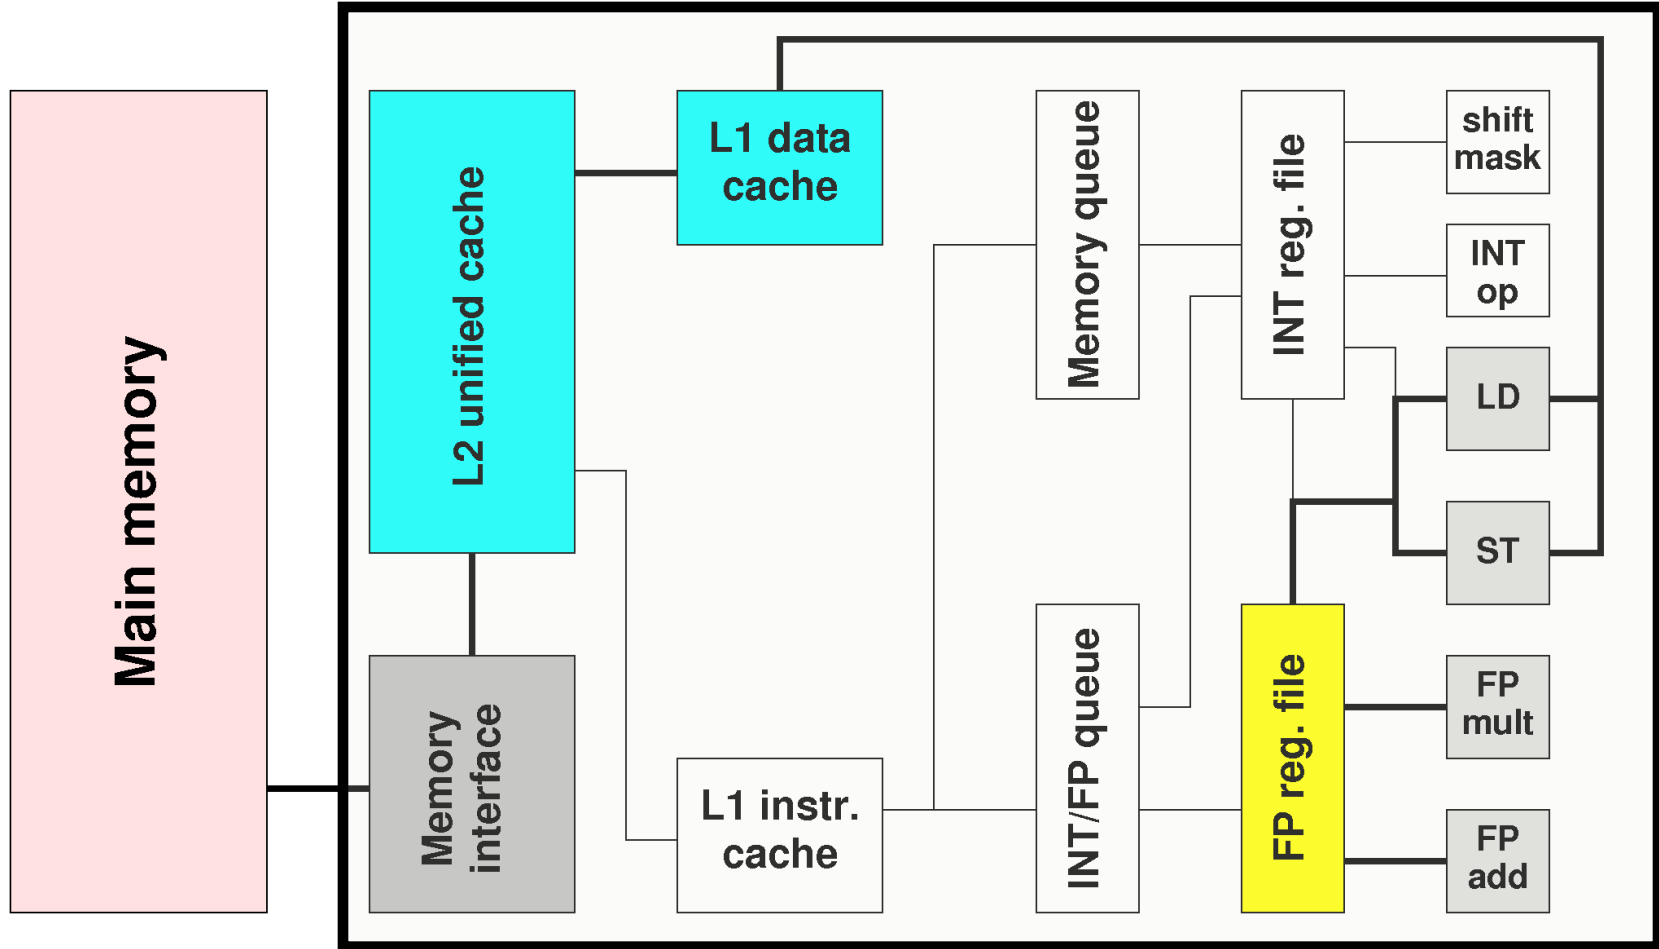 Main memory
L2 unified cache
Memory
interface
L1 data
cache
L1 instr.
cache
Memory queue
INT/FP queue
INT reg. file
FP reg. file
shift
mask
INT
op
LD
ST
FP
mult
FP
add